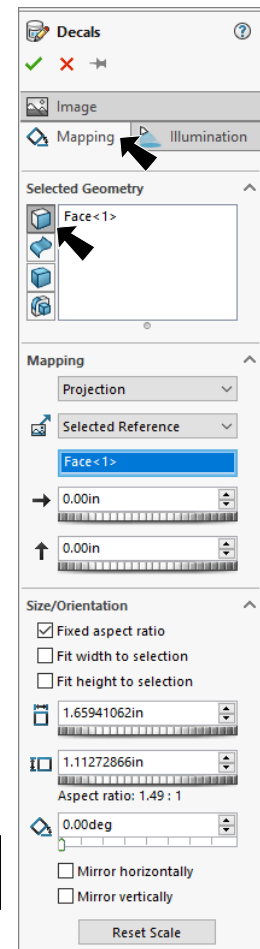 Decals
Image
Mapping
Illumination
Selected Geometry
Face<1>
Mapping
Projection
Selected Reference
Face<1>
0.00in
0.00in
Size/Orientation
Fixed aspect ratio
Fit width to selection
Fit height to selection
1.65941062in
1.11272866in
Aspect ratio: 1.49 : 1
0.00deg
Mirror horizontally
Mirror vertically
Reset Scale